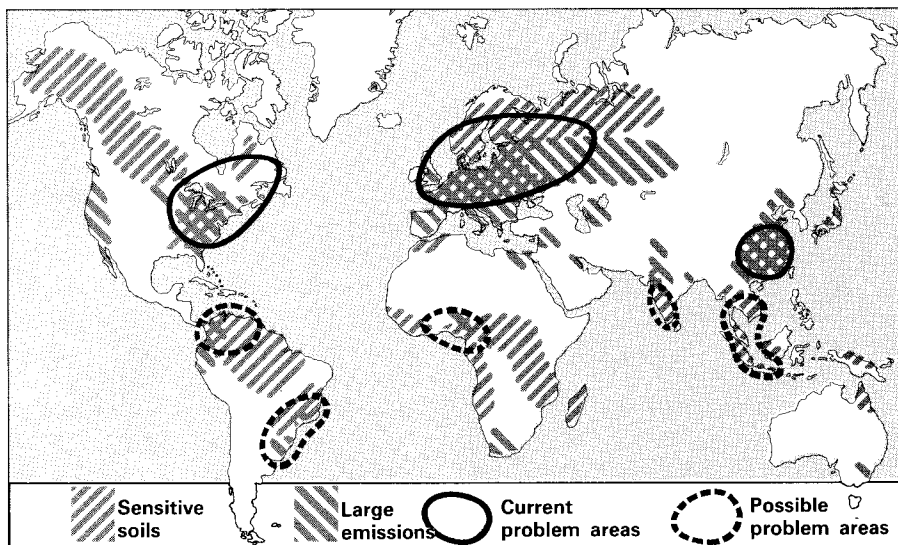 Sensitive
soils
Large
emissions
Current
problem areas
Possible
problem areas